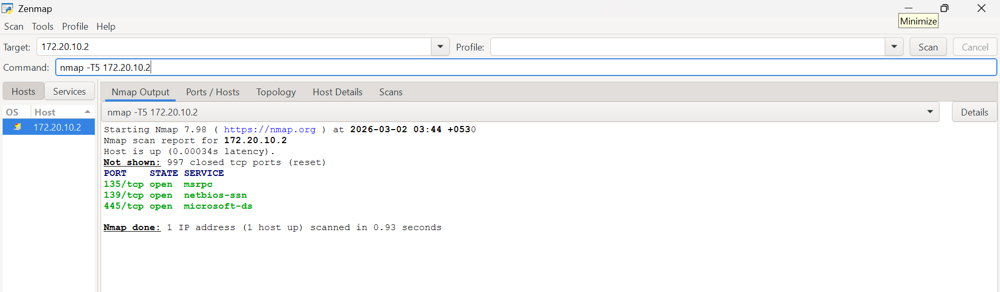 Zenmap
Minimize
Scan Tools Profile Help
Target: 172.20.10.2 Profile: Scan Cancel
Command: nmap -T5 172.20.10.2
Hosts Services Nmap Output Ports / Hosts Topology Host Details Scans
OS Host nmap -T5 172.20.10.2 Details
172.20.10.2
Starting Nmap 7.98 ( https://nmap.org ) at 2026-03-02 03:44 +0530
Nmap scan report for 172.20.10.2
Host is up (0.00034s latency).
Not shown: 997 closed tcp ports (reset)
PORT STATE SERVICE
135/tcp open msrpc
139/tcp open netbios-ssn
445/tcp open microsoft-ds
Nmap done: 1 IP address (1 host up) scanned in 0.93 seconds